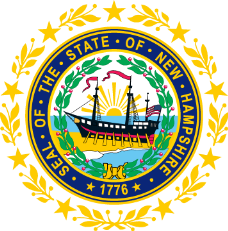 SEAL · OF · THE · STATE · OF · NEW · HAMPSHIRE
1776